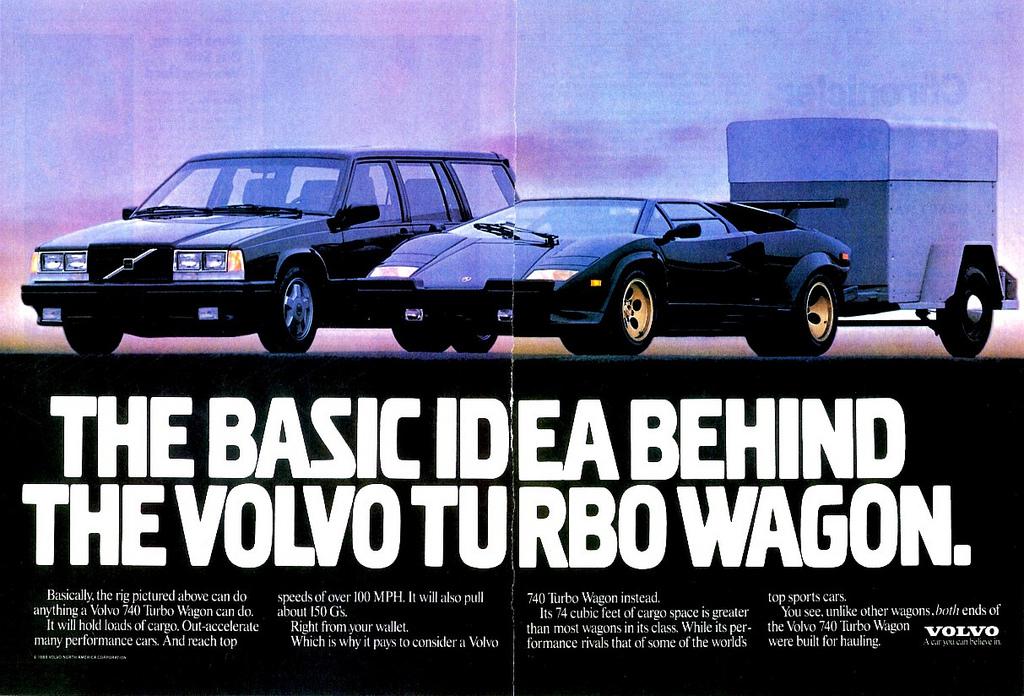 THE BASIC IDEA BEHIND
THE VOLVO TURBO WAGON.
Basically, the rig pictured above can do
anything a Volvo 740 Turbo Wagon can do.
It will hold loads of cargo. Out-accelerate
many performance cars. And reach top
speeds of over 100 MPH. It will also pull
about 150 G's.
Right from your wallet.
Which is why it pays to consider a Volvo
740 Turbo Wagon instead.
Its 74 cubic feet of cargo space is greater
than most wagons in its class. While its per-
formance rivals that of some of the world's
top sports cars.
You see, unlike other wagons, both ends of
the Volvo 740 Turbo Wagon
were built for hauling.
VOLVO
A car you can believe in.
VOLVO NORTH AMERICA CORPORATION